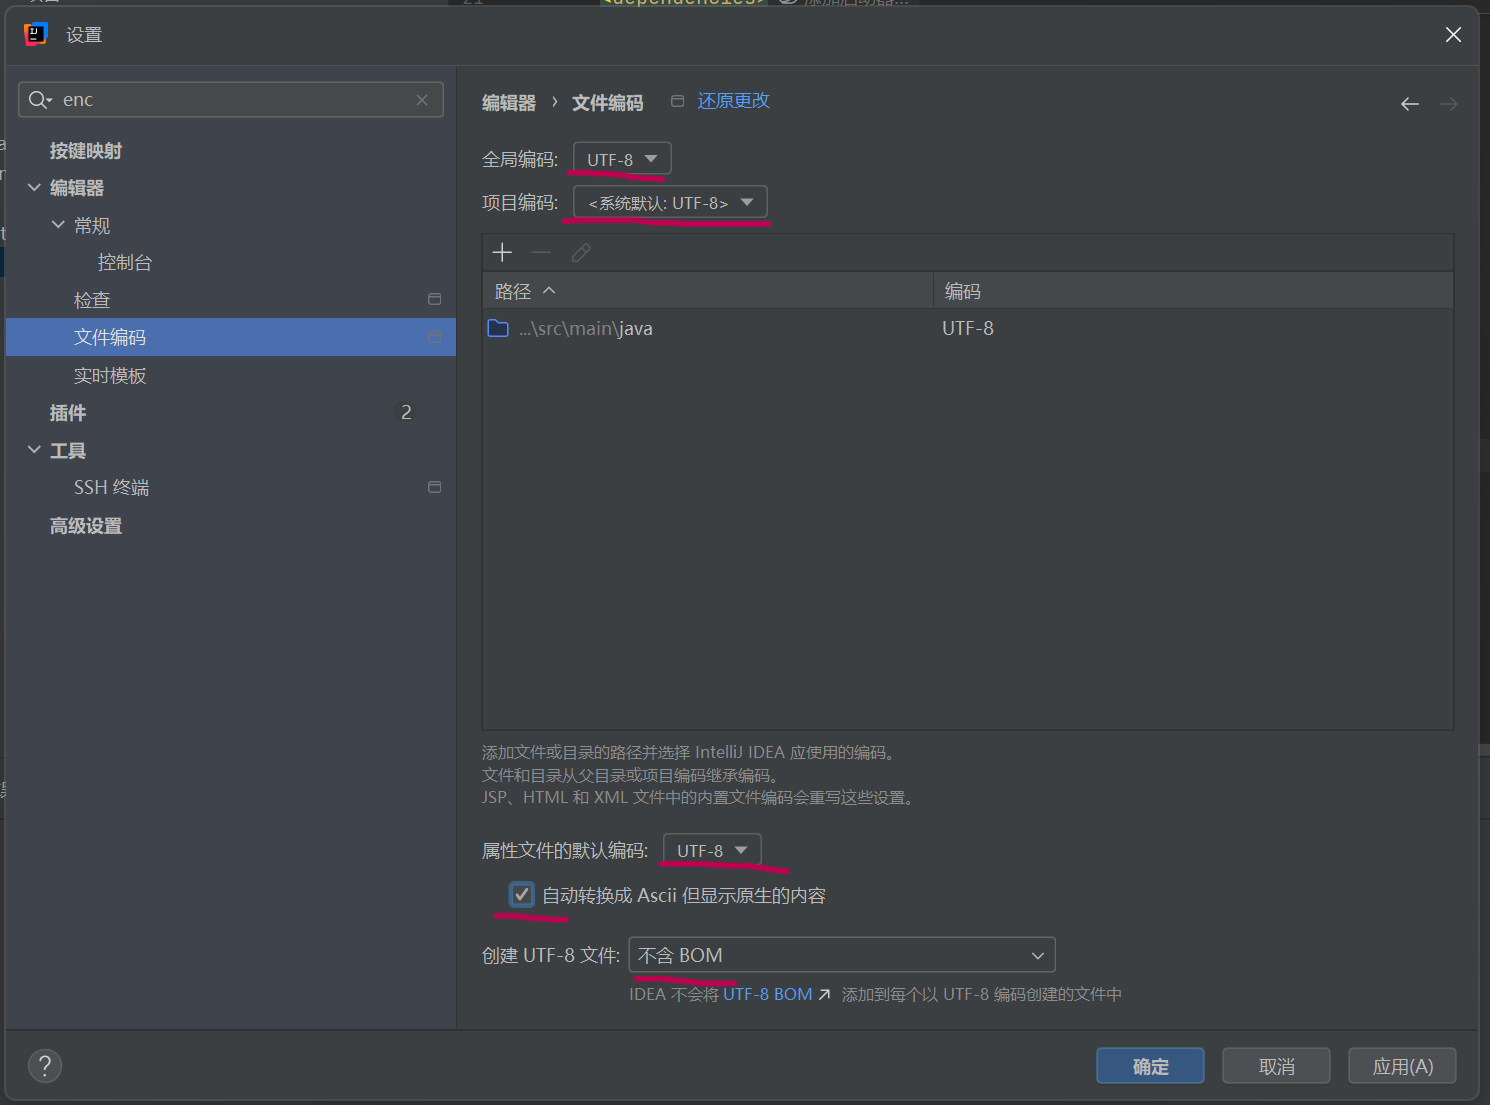 21 <dependencies> 添加启动器...
设置
enc
编辑器 › 文件编码 还原更改
按键映射
编辑器
常规
控制台
检查
文件编码
实时模板
插件 2
工具
SSH 终端
高级设置
全局编码: UTF-8
项目编码: <系统默认: UTF-8>
路径 编码
...\src\main\java UTF-8
添加文件或目录的路径并选择 IntelliJ IDEA 应使用的编码。
文件和目录从父目录或项目编码继承编码。
JSP、HTML 和 XML 文件中的内置文件编码会重写这些设置。
属性文件的默认编码: UTF-8
自动转换成 Ascii 但显示原生的内容
创建 UTF-8 文件: 不含 BOM
IDEA 不会将 UTF-8 BOM 添加到每个以 UTF-8 编码创建的文件中
? 确定 取消 应用(A)